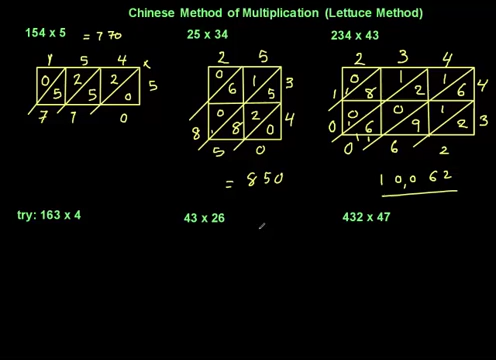 Chinese Method of Multiplication (Lettuce Method)
154 x 5 = 770
1 5 4 x
0 5 2 5 2 0 5
7 7 0
25 x 34
2 5
0 6 1 5 3
0 8 2 0 4
8 5 0
= 850
234 x 43
2 3 4
0 8 1 2 1 6 4
1
0 6 0 9 1 2 3
0 0 6 2
1 0,0 6 2
try: 163 x 4
43 x 26
432 x 47